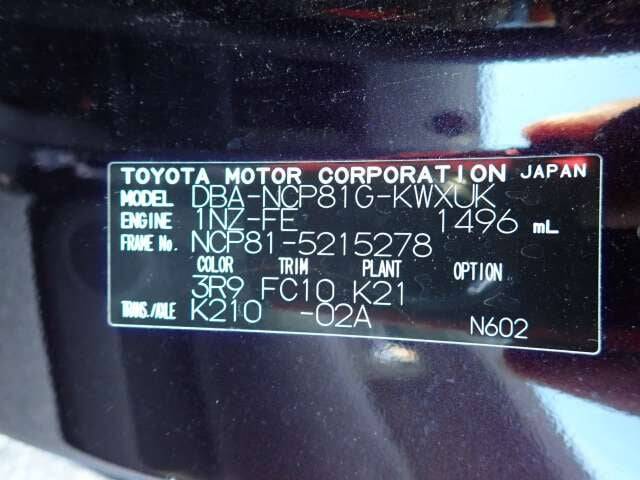 TOYOTA MOTOR CORPORATION JAPAN
MODEL DBA-NCP81G-KWXUK
ENGINE 1NZ-FE 1496 mL
FRAME No. NCP81-5215278
COLOR TRIM PLANT OPTION
3R9 FC10 K21
TRANS./AXLE K210 -02A N602